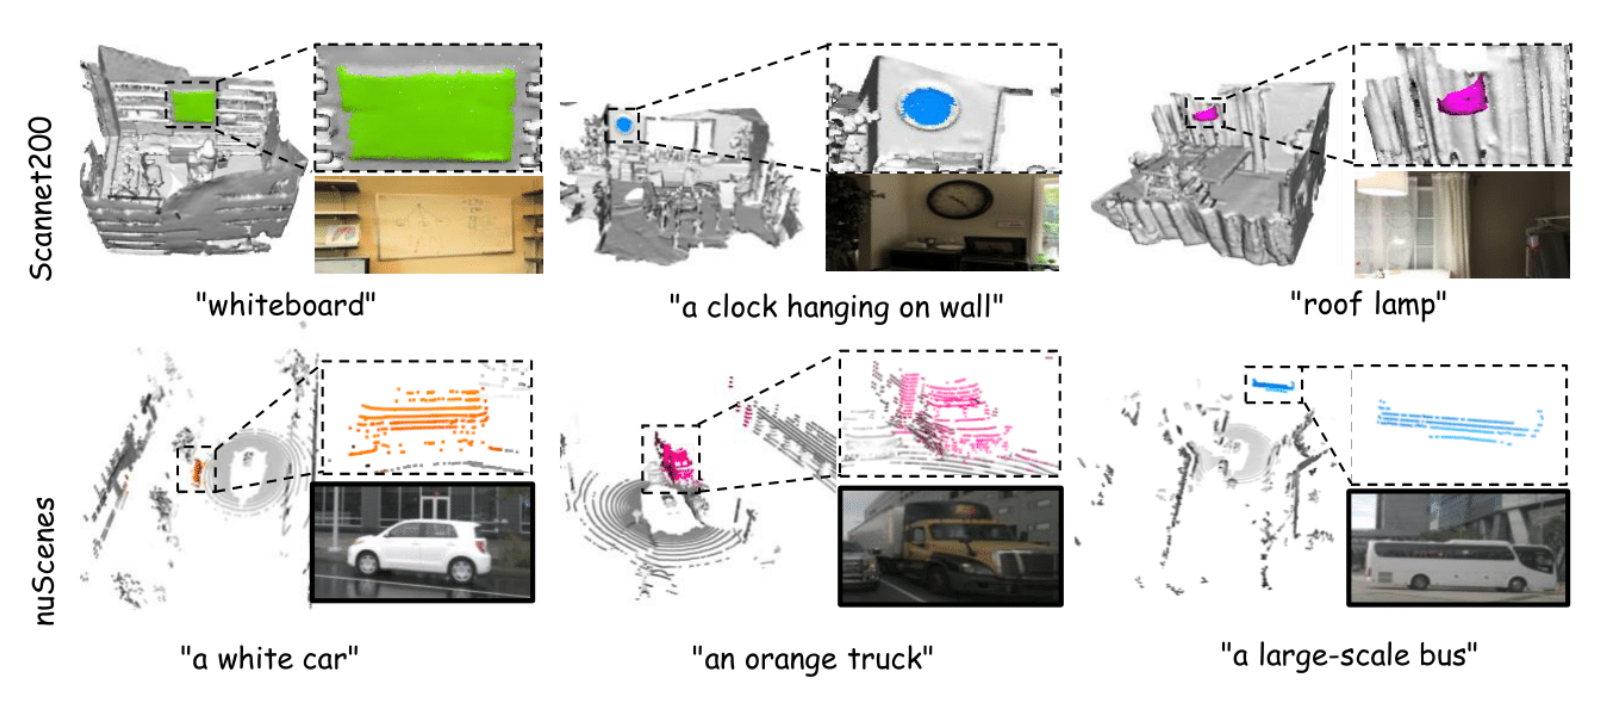 Scannet200
"whiteboard"
"a clock hanging on wall"
"roof lamp"
nuScenes
"a white car"
"an orange truck"
"a large-scale bus"